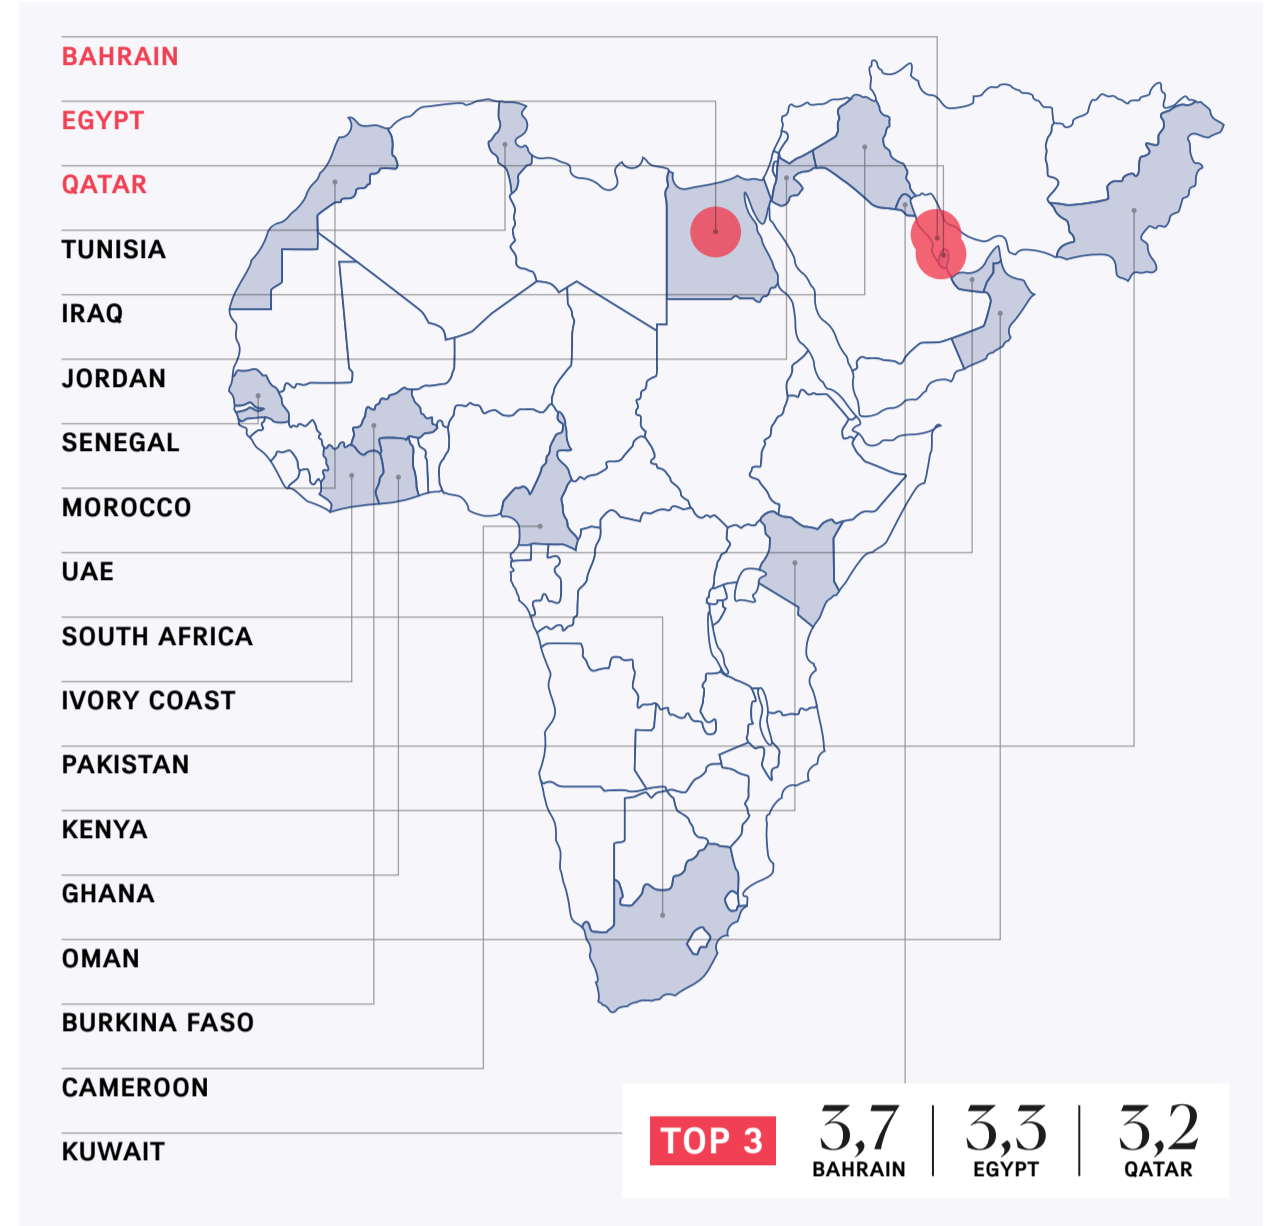 BAHRAIN
EGYPT
QATAR
TUNISIA
IRAQ
JORDAN
SENEGAL
MOROCCO
UAE
SOUTH AFRICA
IVORY COAST
PAKISTAN
KENYA
GHANA
OMAN
BURKINA FASO
CAMEROON
KUWAIT
TOP 3
3,7
BAHRAIN
3,3
EGYPT
3,2
QATAR